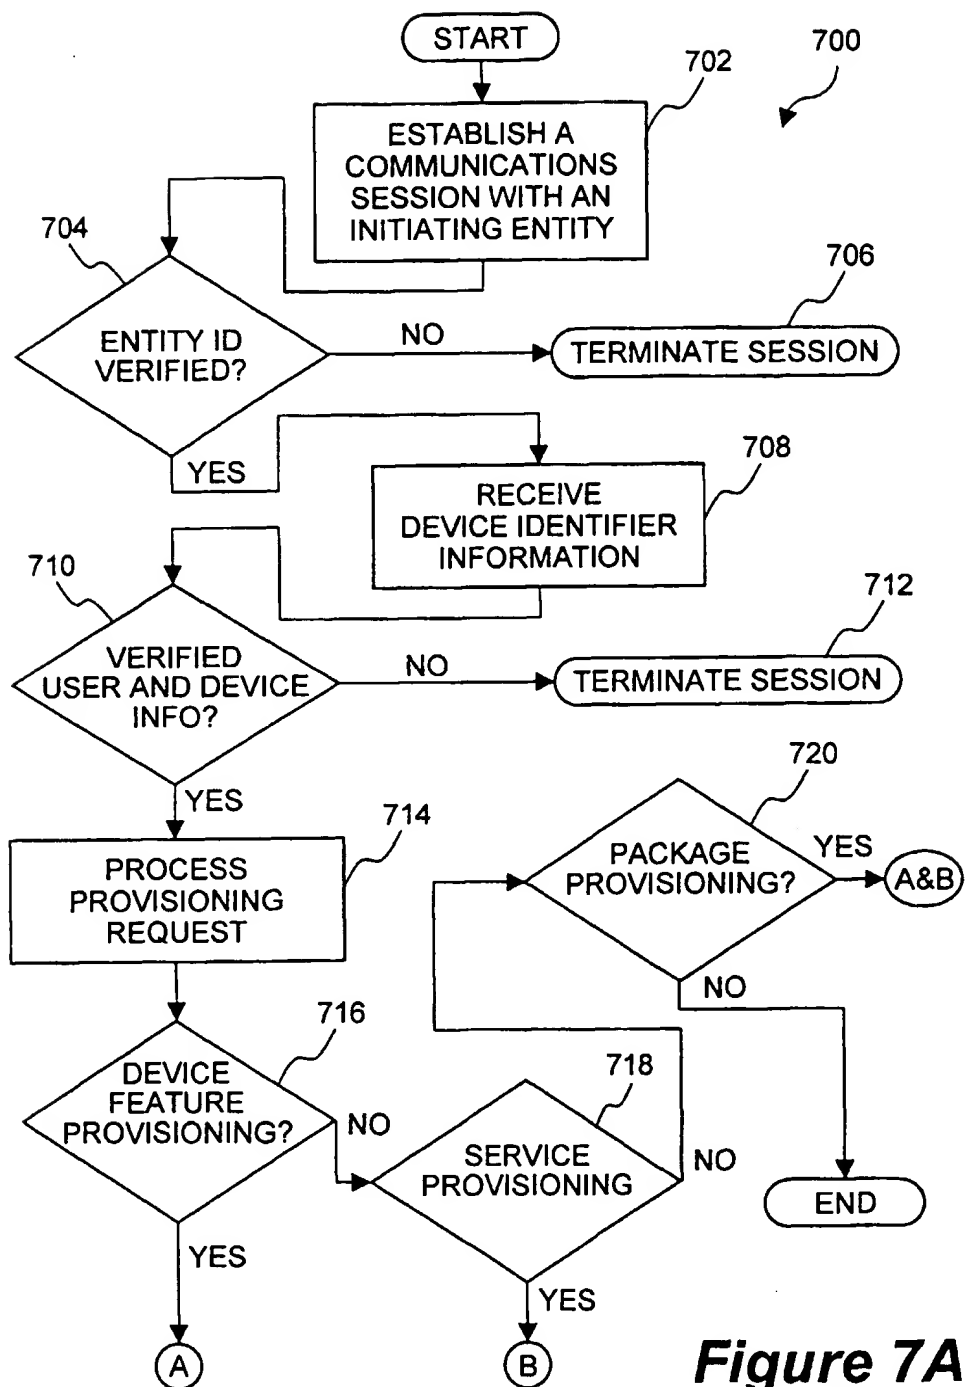 START
700
702
ESTABLISH A
COMMUNICATIONS
SESSION WITH AN
INITIATING ENTITY
704
706
ENTITY ID
VERIFIED?
NO
TERMINATE SESSION
YES
708
RECEIVE
DEVICE IDENTIFIER
INFORMATION
710
712
VERIFIED
USER AND DEVICE
INFO?
NO
TERMINATE SESSION
YES
714
PROCESS
PROVISIONING
REQUEST
720
PACKAGE
PROVISIONING?
YES
A&B
NO
716
DEVICE
FEATURE
PROVISIONING?
NO
718
SERVICE
PROVISIONING
NO
END
YES
YES
A
B
Figure 7A